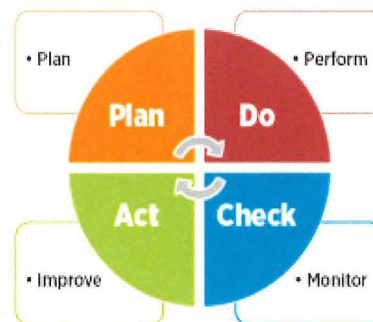 • Plan
• Perform
Plan
Do
Act
Check
• Improve
• Monitor